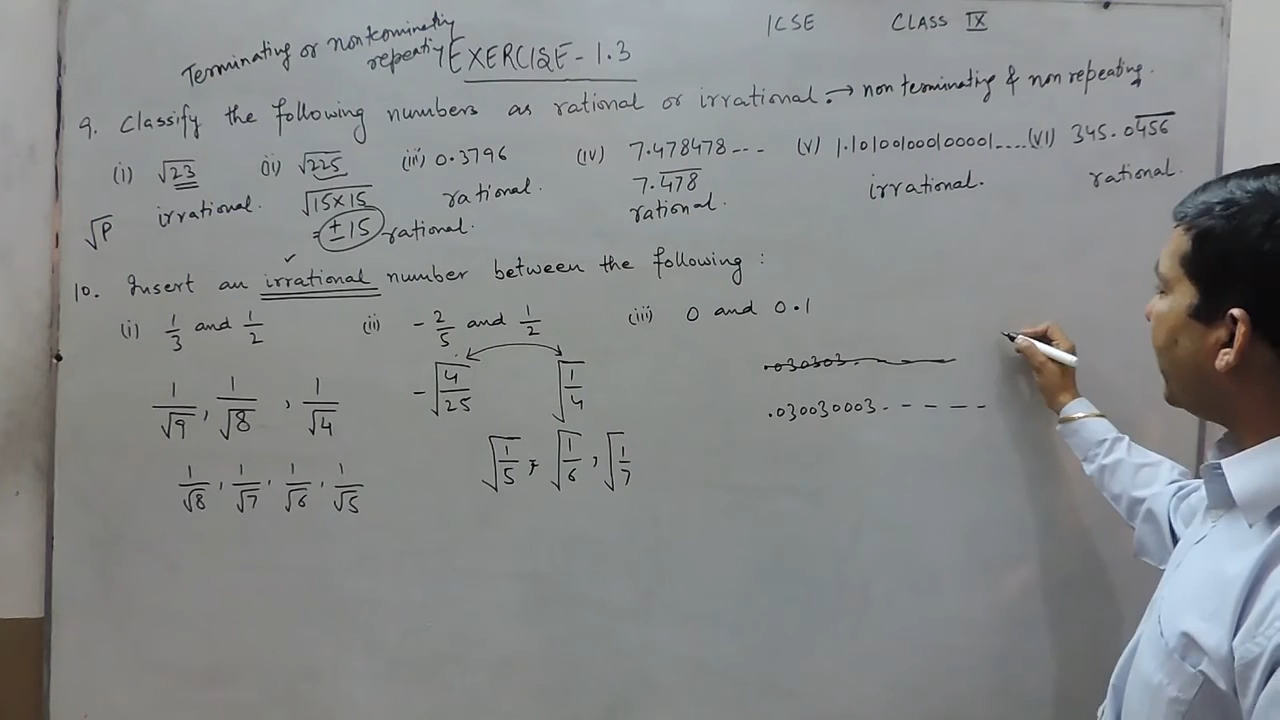 ICSE CLASS IX
Terminating or nonterminatiy
repeatiy
EXERCISE - 1.3
9. Classify the following numbers as rational or irrational. → non terminating & non repeating.
(i) √23 (ii) √225 (iii) 0.3796 (iv) 7.478478--- (v) 1.101001000100001.... (vi) 345.0456
√P irrational. √15×15 rational. 7.478 irrational. rational.
= ±15 rational. rational.
10. Insert an irrational number between the following :
(i) 1/3 and 1/2 (ii) -2/5 and 1/2 (iii) 0 and 0.1
.030303. — — —
1/√9, 1/√8, 1/√4 -√4/25 √1/4 .030030003. - - - -
1/√8, 1/√7, 1/√6, 1/√5 √1/5, √1/6, √1/7